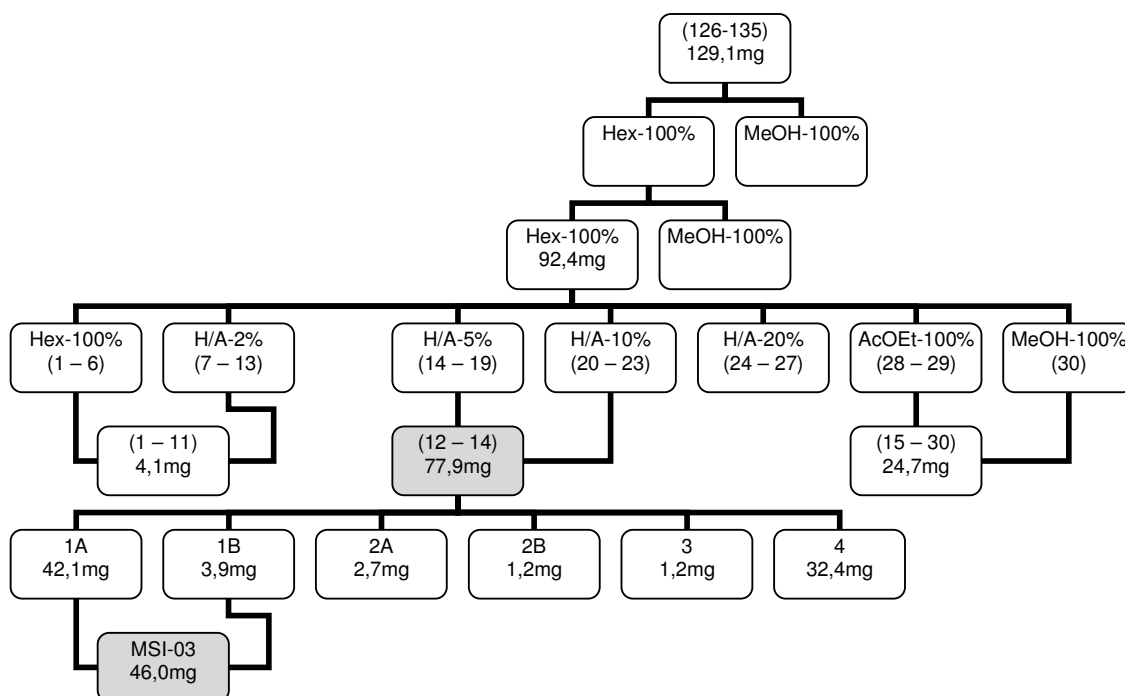 (126-135)
129,1mg
Hex-100%
MeOH-100%
Hex-100%
92,4mg
MeOH-100%
Hex-100%
(1 – 6)
H/A-2%
(7 – 13)
H/A-5%
(14 – 19)
H/A-10%
(20 – 23)
H/A-20%
(24 – 27)
AcOEt-100%
(28 – 29)
MeOH-100%
(30)
(1 – 11)
4,1mg
(12 – 14)
77,9mg
(15 – 30)
24,7mg
1A
42,1mg
1B
3,9mg
2A
2,7mg
2B
1,2mg
3
1,2mg
4
32,4mg
MSI-03
46,0mg